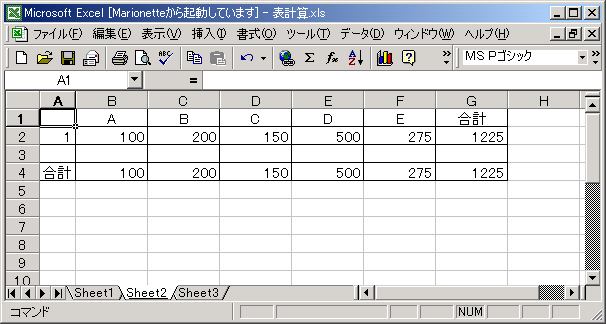 Microsoft Excel [Marionetteから起動しています] - 表計算.xls
ファイル(F) 編集(E) 表示(V) 挿入(I) 書式(O) ツール(T) データ(D) ウィンドウ(W) ヘルプ(H)
ABC Σ fx A Z MS Pゴシック
A1 =
A B C D E F G H
1 A B C D E 合計
2 1 100 200 150 500 275 1225
3
4 合計 100 200 150 500 275 1225
5
6
7
8
9
10
Sheet1 Sheet2 Sheet3
コマンド NUM